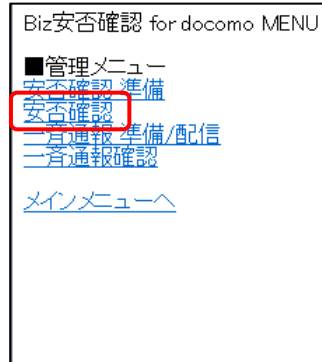 Biz安否確認 for docomo MENU
■管理メニュー
安否確認 準備
安否確認
一斉通報 準備/配信
一斉通報確認
メインメニューへ